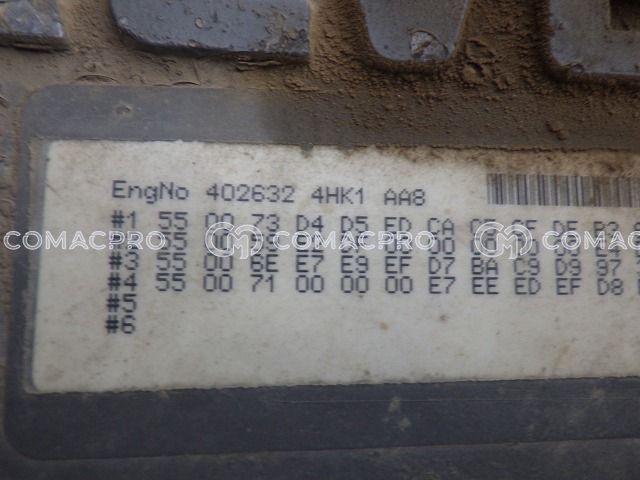 EngNo 402632 4HK1 AA8
#1 55 00 73 D4 D5 ED CA
COMACPRO COMACPRO COMACPRO
#3 55 00 6E E7 E9 EF D7 BA C9 D9 97
#4 55 00 71 00 00 00 E7 EE ED EF D8
#5
#6